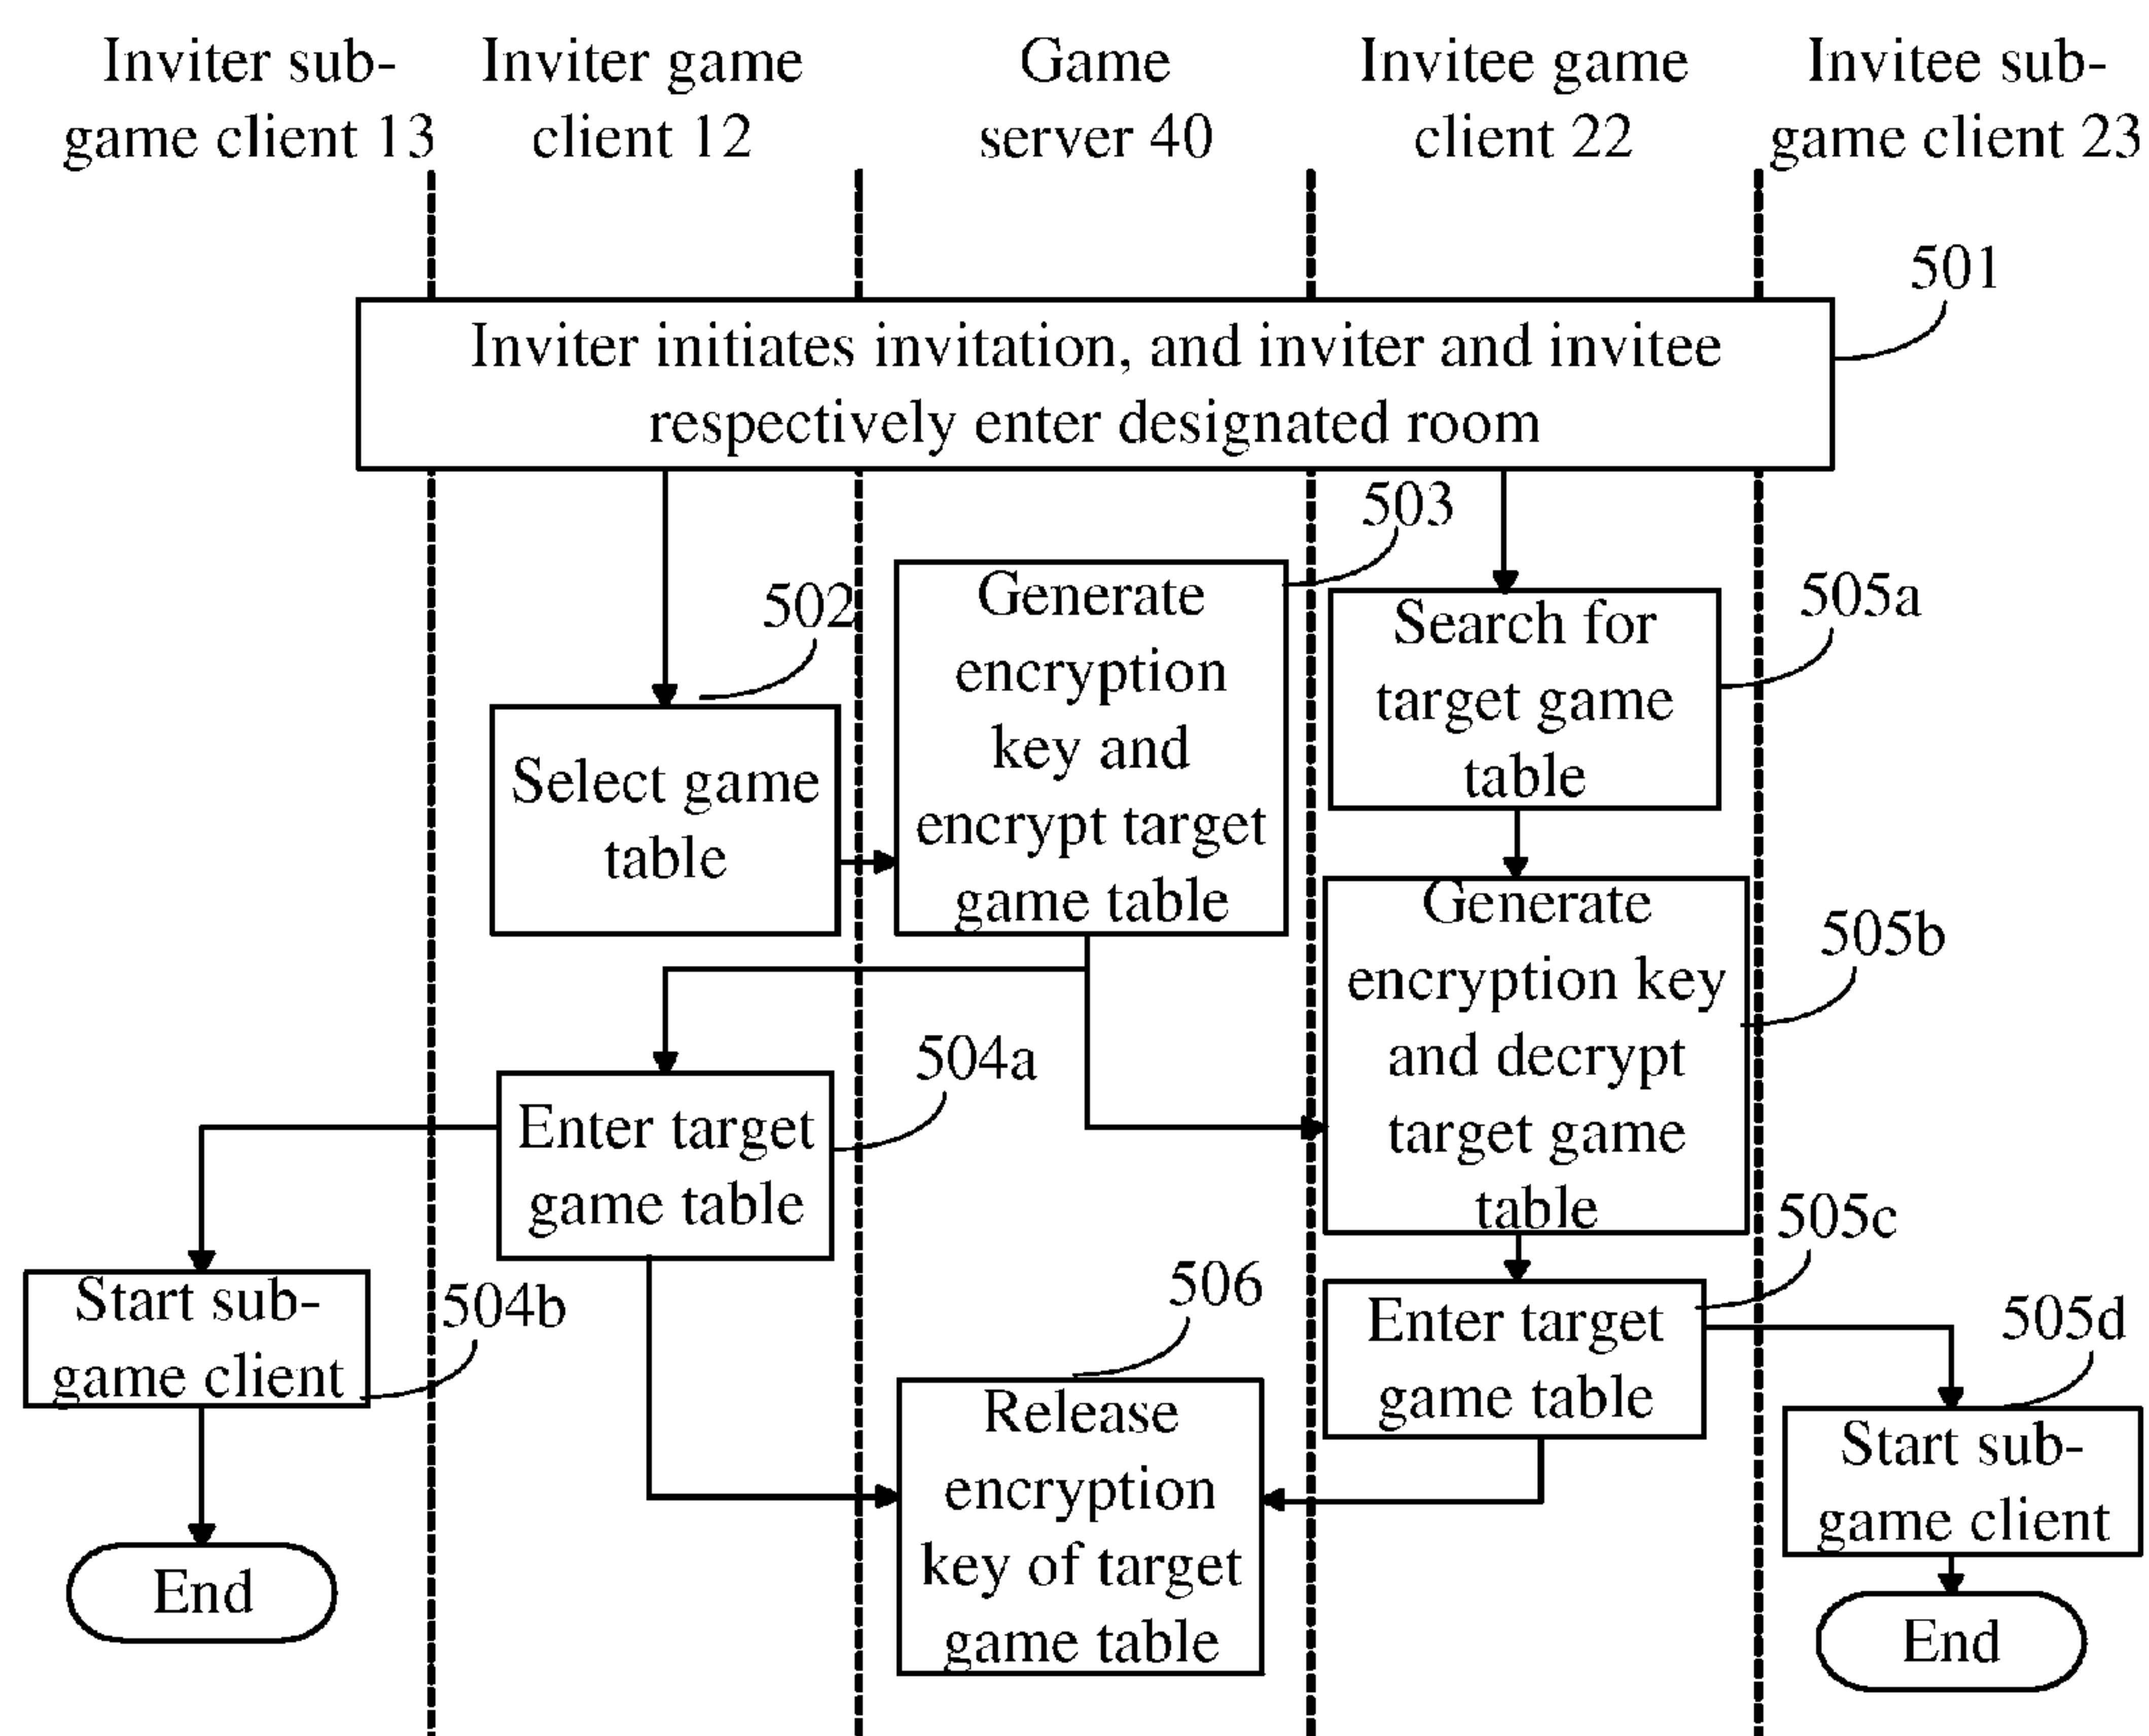 Inviter sub-
game client 13
Inviter game
client 12
Game
server 40
Invitee game
client 22
Invitee sub-
game client 23
501
Inviter initiates invitation, and inviter and invitee
respectively enter designated room
502
Select game
table
503
Generate
encryption
key and
encrypt target
game table
505a
Search for
target game
table
505b
Generate
encryption key
and decrypt
target game
table
504a
Enter target
game table
504b
Start sub-
game client
End
506
Release
encryption
key of target
game table
505c
Enter target
game table
505d
Start sub-
game client
End